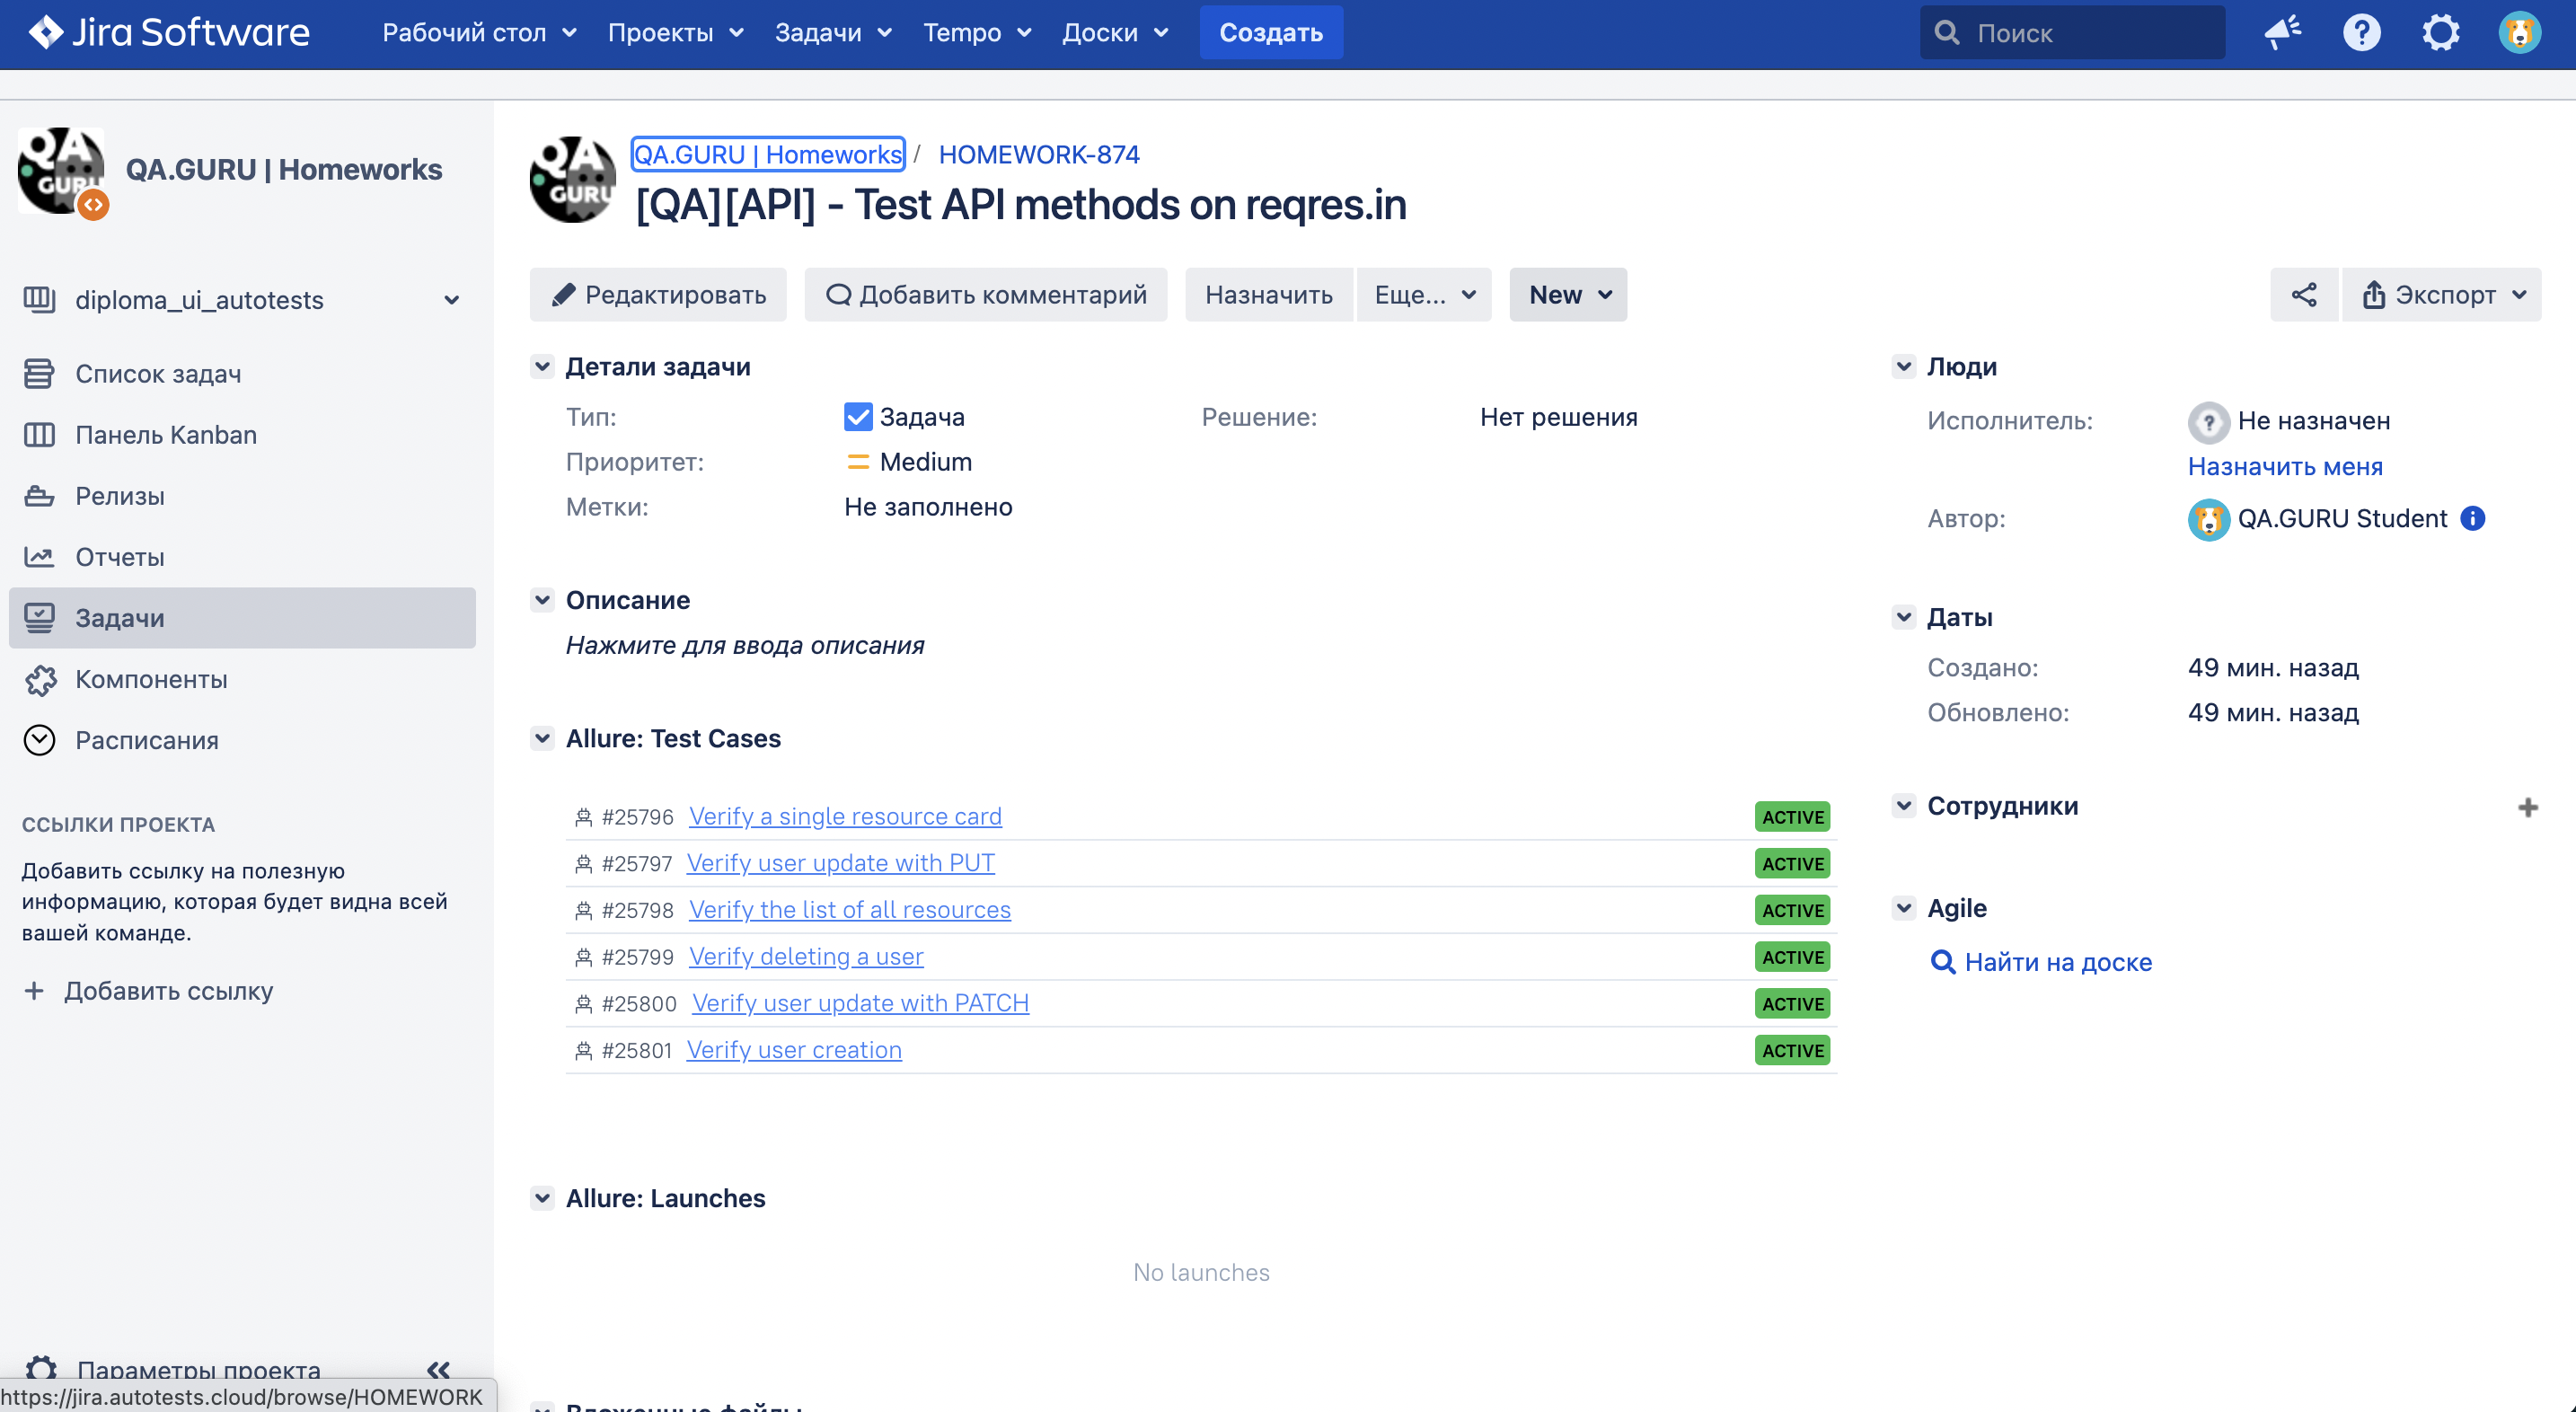 Jira Software
Рабочий стол
Проекты
Задачи
Tempo
Доски
Создать
Поиск
QA GURU
QA.GURU | Homeworks
diploma_ui_autotests
Список задач
Панель Kanban
Релизы
Отчеты
Задачи
Компоненты
Расписания
ССЫЛКИ ПРОЕКТА
Добавить ссылку на полезную
информацию, которая будет видна всей
вашей команде.
+ Добавить ссылку
Параметры проекта
https://jira.autotests.cloud/browse/HOMEWORK
QA GURU
QA.GURU | Homeworks / HOMEWORK-874
[QA][API] - Test API methods on reqres.in
Редактировать
Добавить комментарий
Назначить
Еще...
New
Экспорт
Детали задачи
Тип: Задача
Решение: Нет решения
Приоритет: Medium
Метки: Не заполнено
Описание
Нажмите для ввода описания
Allure: Test Cases
#25796 Verify a single resource card ACTIVE
#25797 Verify user update with PUT ACTIVE
#25798 Verify the list of all resources ACTIVE
#25799 Verify deleting a user ACTIVE
#25800 Verify user update with PATCH ACTIVE
#25801 Verify user creation ACTIVE
Allure: Launches
No launches
Вложенные файлы
Люди
Исполнитель: Не назначен
Назначить меня
Автор: QA.GURU Student
Даты
Создано: 49 мин. назад
Обновлено: 49 мин. назад
Сотрудники
Agile
Найти на доске